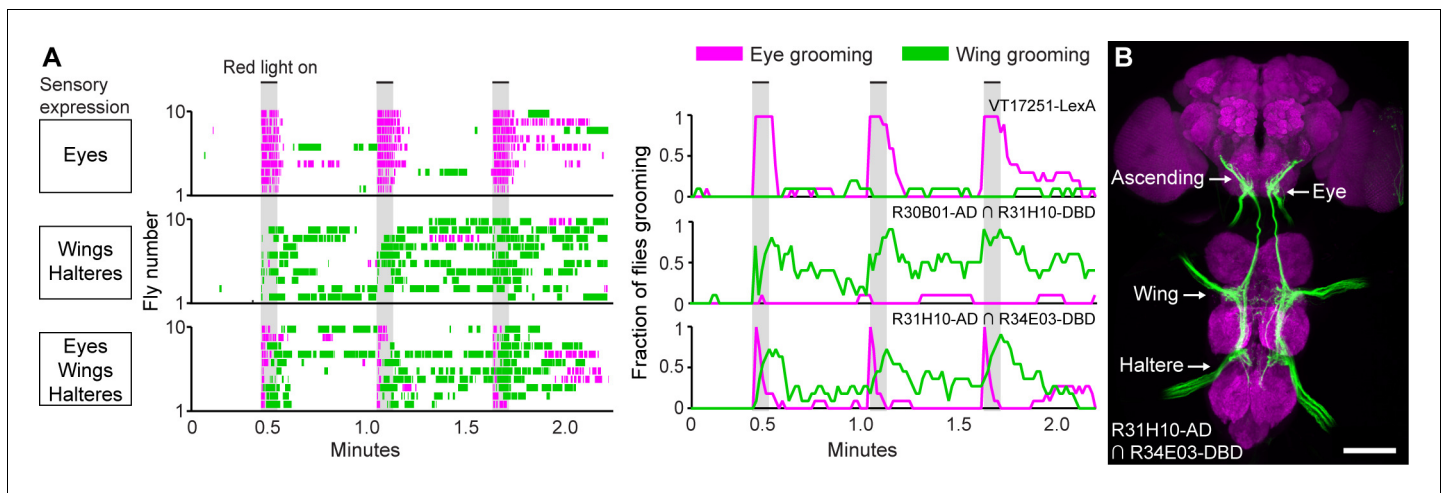 A
Sensory
expression
Red light on
Eyes
Wings
Halteres
Eyes
Wings
Halteres
Fly number
10
1
10
1
10
1
0
0.5
1.0
1.5
2.0
Minutes
Eye grooming
Wing grooming
VT17251-LexA
R30B01-AD ∩ R31H10-DBD
R31H10-AD ∩ R34E03-DBD
Fraction of flies grooming
1
0.5
0
1
0.5
0
1
0.5
0
0
0.5
1.0
1.5
2.0
Minutes
B
Ascending
Eye
Wing
Haltere
R31H10-AD
∩ R34E03-DBD